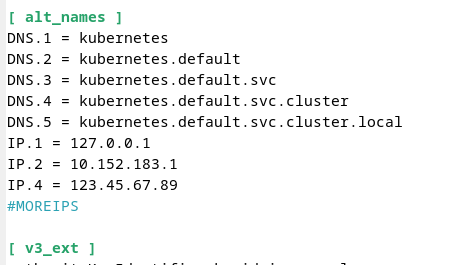 [ alt_names ]
DNS.1 = kubernetes
DNS.2 = kubernetes.default
DNS.3 = kubernetes.default.svc
DNS.4 = kubernetes.default.svc.cluster
DNS.5 = kubernetes.default.svc.cluster.local
IP.1 = 127.0.0.1
IP.2 = 10.152.183.1
IP.4 = 123.45.67.89
#MOREIPS
[ v3_ext ]